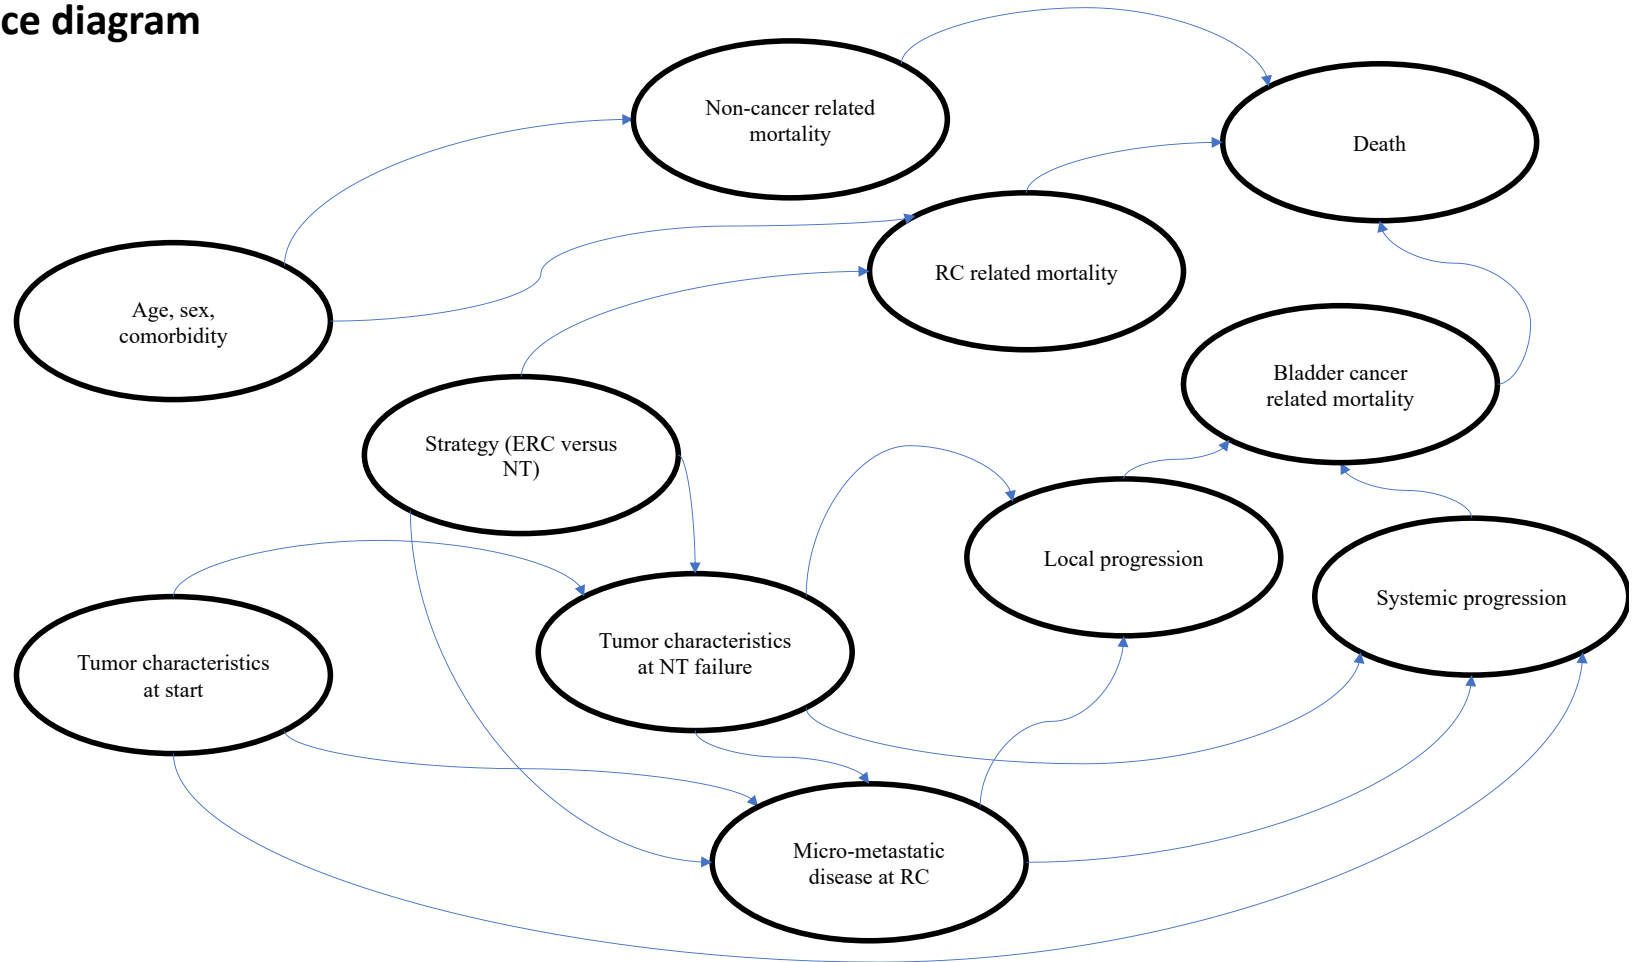 ce diagram
Non-cancer related
mortality
Death
RC related mortality
Age, sex,
comorbidity
Bladder cancer
related mortality
Strategy (ERC versus
NT)
Local progression
Systemic progression
Tumor characteristics
at NT failure
Tumor characteristics
at start
Micro-metastatic
disease at RC